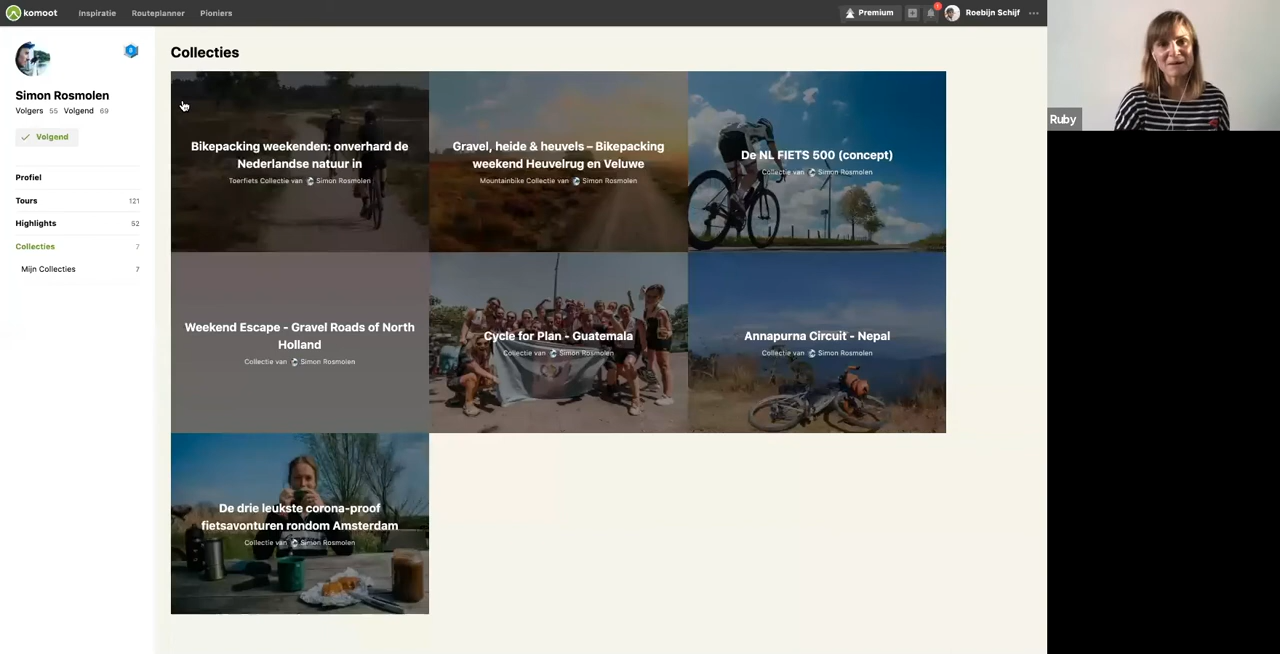 komoot
Inspiratie
Routeplanner
Pioniers
Premium
Roebijn Schijf
Simon Rosmolen
Volgers 55 Volgend 69
Volgend
Profiel
Tours 121
Highlights 52
Collecties 7
Mijn Collecties 7
Collecties
Bikepacking weekenden: onverhard de
Nederlandse natuur in
Toerfiets Collectie van Simon Rosmolen
Gravel, heide & heuvels – Bikepacking
weekend Heuvelrug en Veluwe
Mountainbike Collectie van Simon Rosmolen
De NL FIETS 500 (concept)
Collectie van Simon Rosmolen
Weekend Escape - Gravel Roads of North
Holland
Collectie van Simon Rosmolen
Cycle for Plan - Guatemala
Collectie van Simon Rosmolen
Annapurna Circuit - Nepal
Collectie van Simon Rosmolen
De drie leukste corona-proof
fietsavonturen rondom Amsterdam
Collectie van Simon Rosmolen
Ruby